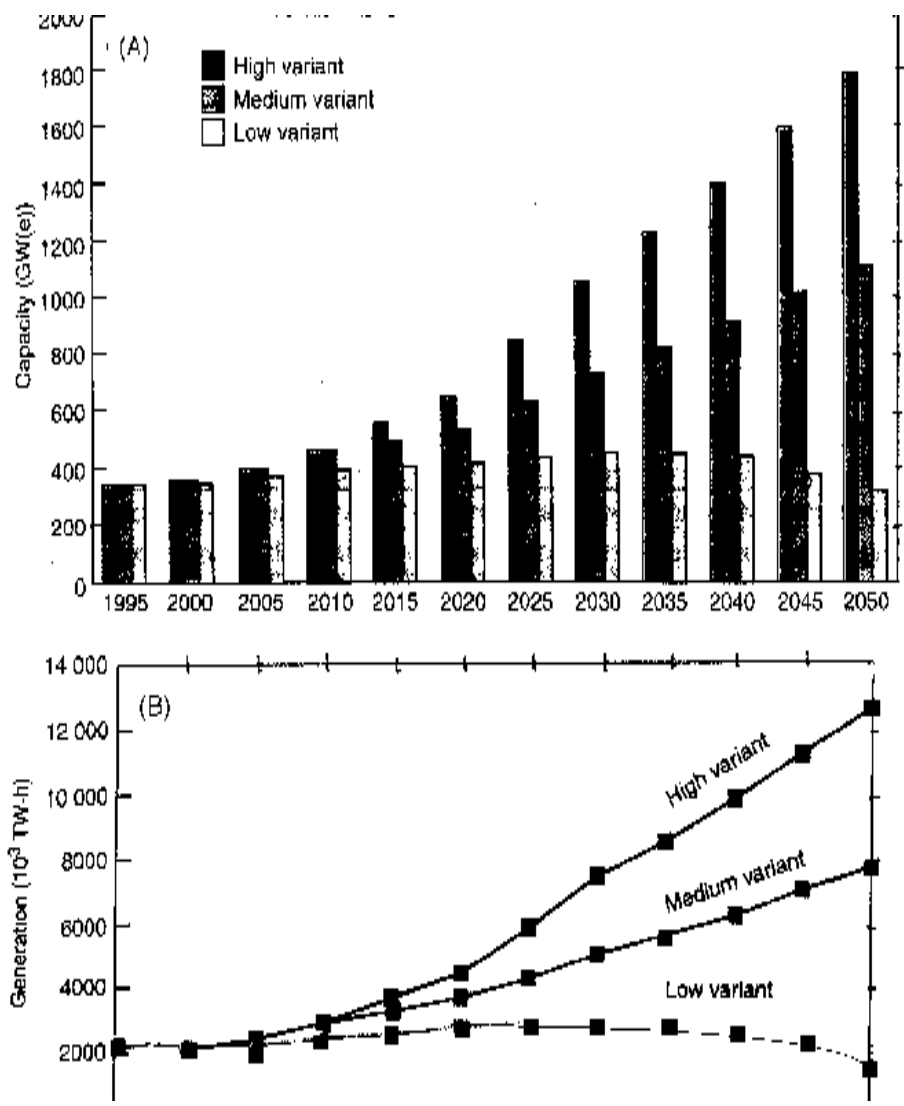 2000
(A)
High variant
1800
Medium variant
1600
Low variant
1400
1200
1000
800
600
400
200
0
Capacity (GW(e))
1995 2000 2005 2010 2015 2020 2025 2030 2035 2040 2045 2050
14 000
(B)
12 000
High variant
10 000
8000
Medium variant
6000
4000
Low variant
2000
Generation (10³ TW-h)